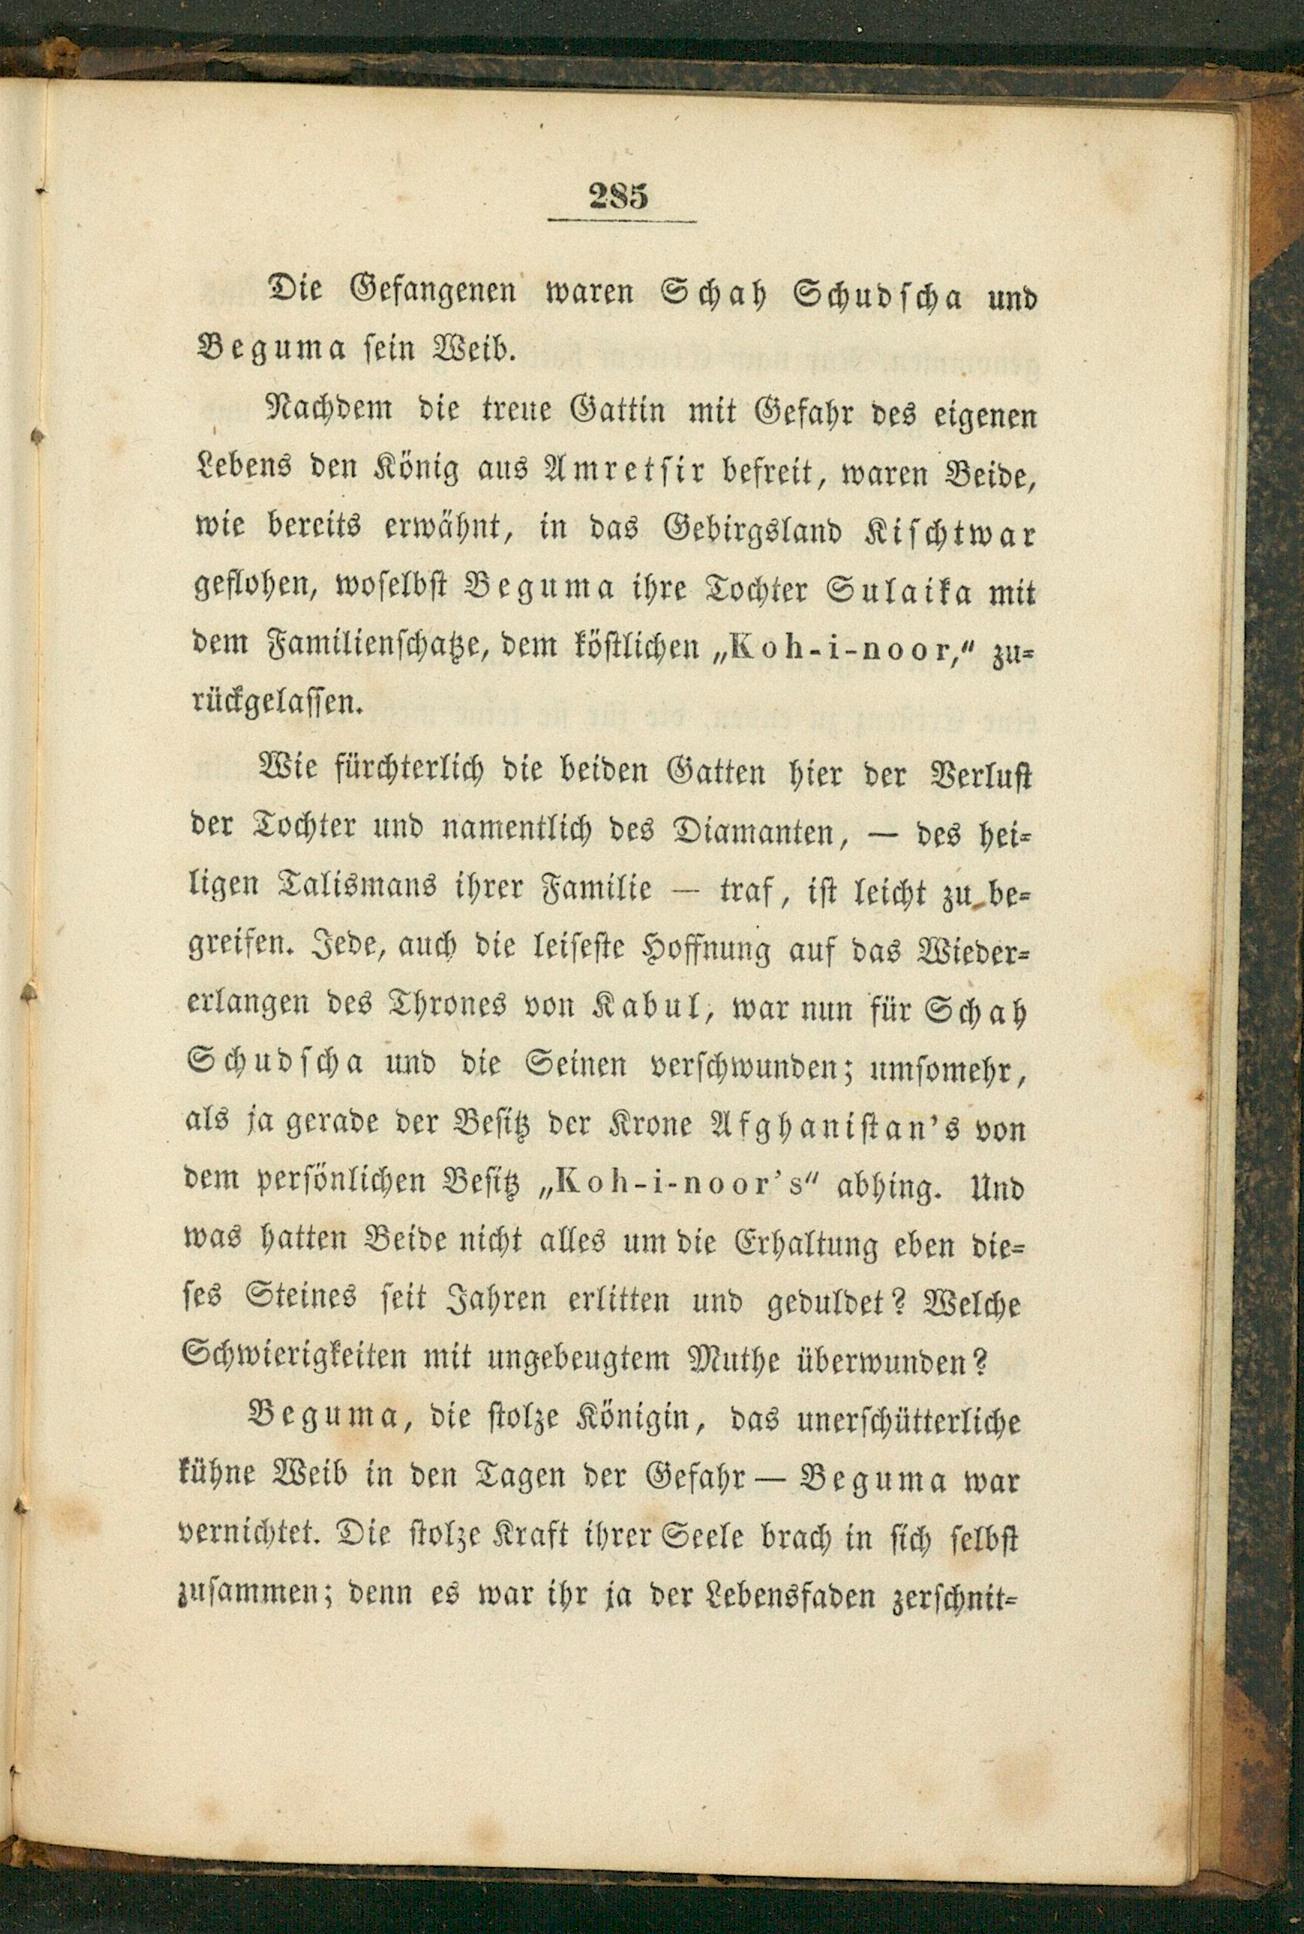 285
Die Gefangenen waren Schah Schudscha und
Beguma sein Weib.
Nachdem die treue Gattin mit Gefahr des eigenen
Lebens den König aus Amretsir befreit, waren Beide,
wie bereits erwähnt, in das Gebirgsland Kischtwar
geflohen, woselbst Beguma ihre Tochter Sulaika mit
dem Familienschatze, dem köstlichen „Koh-i-noor,“ zu-
rückgelassen.
Wie fürchterlich die beiden Gatten hier der Verlust
der Tochter und namentlich des Diamanten, — des hei-
ligen Talismans ihrer Familie — traf, ist leicht zu be-
greifen. Jede, auch die leiseste Hoffnung auf das Wieder-
erlangen des Thrones von Kabul, war nun für Schah
Schudscha und die Seinen verschwunden; umsomehr,
als ja gerade der Besitz der Krone Afghanistan's von
dem persönlichen Besitz „Koh-i-noor's“ abhing. Und
was hatten Beide nicht alles um die Erhaltung eben die-
ses Steines seit Jahren erlitten und geduldet? Welche
Schwierigkeiten mit ungebeugtem Muthe überwunden?
Beguma, die stolze Königin, das unerschütterliche
kühne Weib in den Tagen der Gefahr — Beguma war
vernichtet. Die stolze Kraft ihrer Seele brach in sich selbst
zusammen; denn es war ihr ja der Lebensfaden zerschnit-